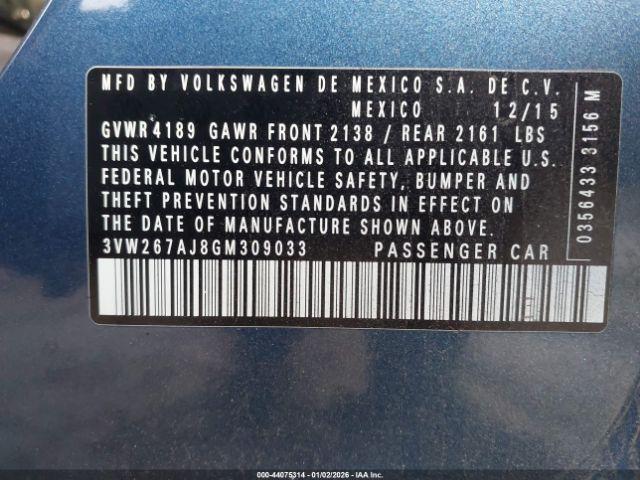 MFD BY VOLKSWAGEN DE MEXICO S.A. DE C.V.
MEXICO 12/15
GVWR 4189 GAWR FRONT 2138 / REAR 2161 LBS
THIS VEHICLE CONFORMS TO ALL APPLICABLE U.S.
FEDERAL MOTOR VEHICLE SAFETY, BUMPER AND
THEFT PREVENTION STANDARDS IN EFFECT ON
THE DATE OF MANUFACTURE SHOWN ABOVE.
3VW267AJ8GM309033 PASSENGER CAR
0356433 3156 M
000-44075314 - 01/02/2026 - IAA Inc.